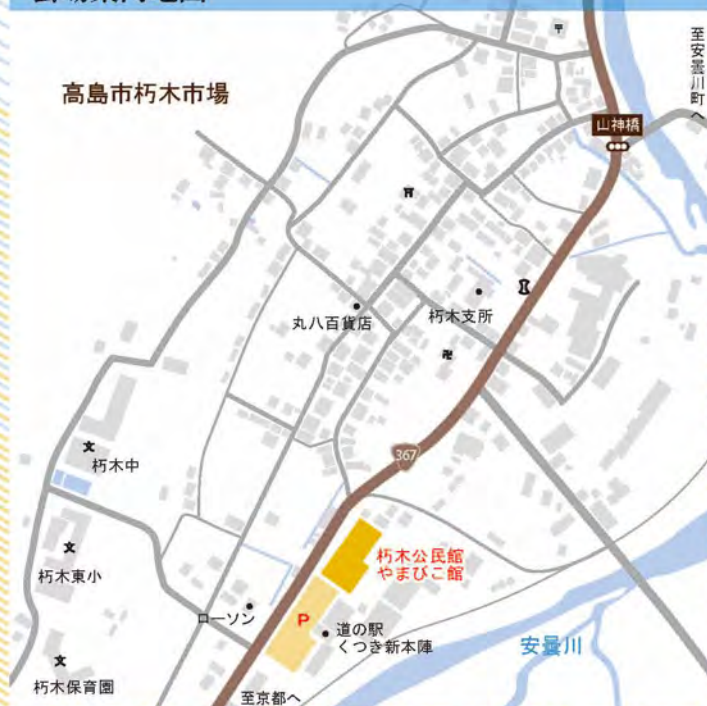 至安曇川町へ
高島市朽木市場
山神橋
丸八百貨店
朽木支所
367
朽木中
朽木公民館
やまびこ館
朽木東小
ローソン
P
道の駅
くつき新本陣
安曇川
朽木保育園
至京都へ